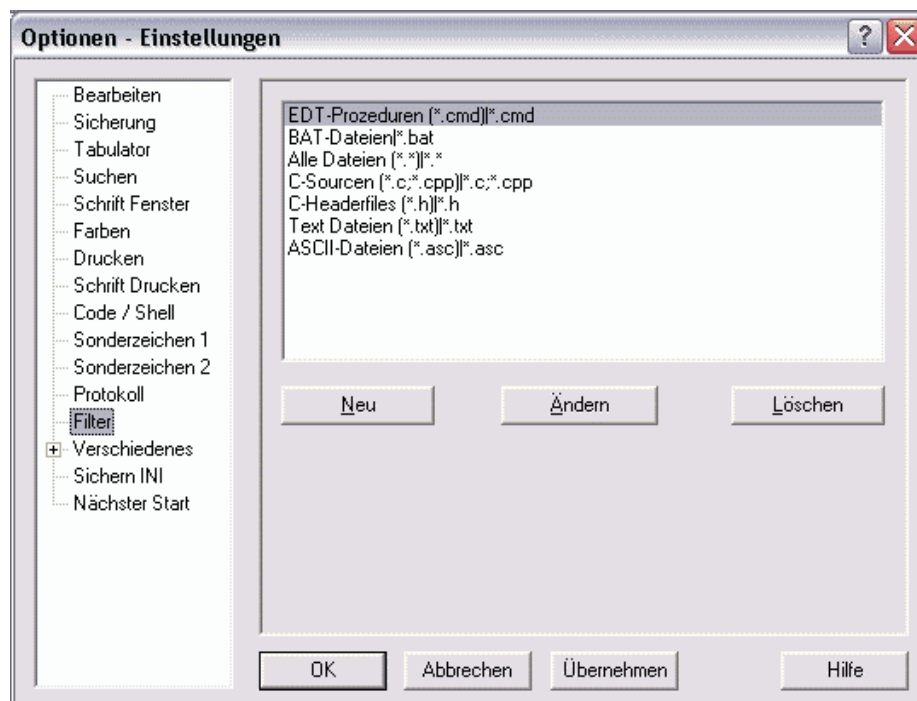 Optionen - Einstellungen
Bearbeiten
Sicherung
Tabulator
Suchen
Schrift Fenster
Farben
Drucken
Schrift Drucken
Code / Shell
Sonderzeichen 1
Sonderzeichen 2
Protokoll
Filter
Verschiedenes
Sichern INI
Nächster Start
EDT-Prozeduren (*.cmd)|*.cmd
BAT-Dateien|*.bat
Alle Dateien (*.*)|*.*
C-Sourcen (*.c;*.cpp)|*.c;*.cpp
C-Headerfiles (*.h)|*.h
Text Dateien (*.txt)|*.txt
ASCII-Dateien (*.asc)|*.asc
Neu
Ändern
Löschen
OK
Abbrechen
Übernehmen
Hilfe